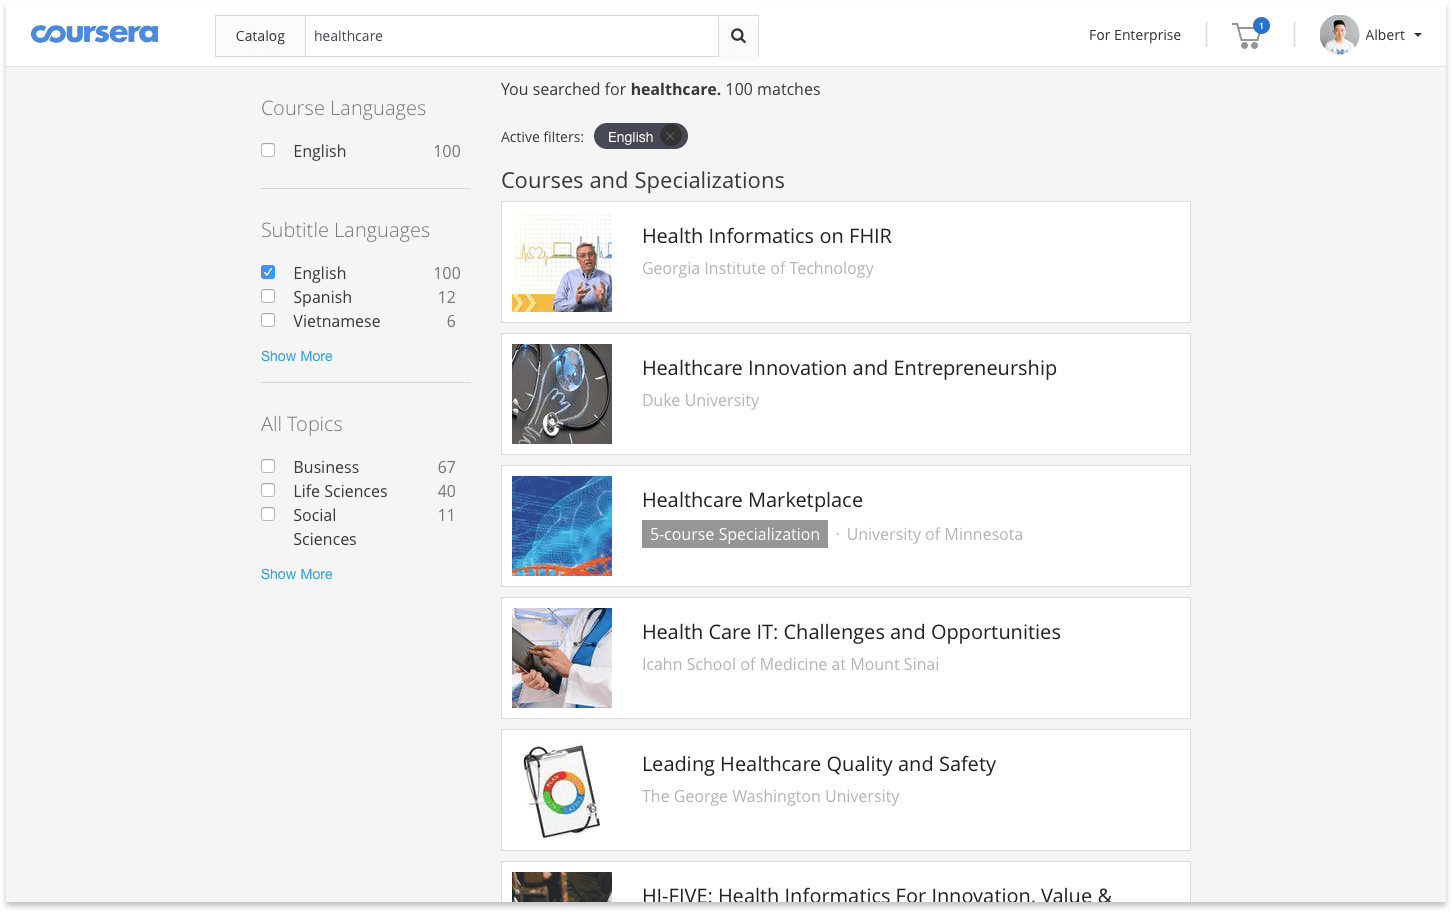 coursera
Catalog
healthcare
For Enterprise
1
Albert
Course Languages
English 100
Subtitle Languages
English 100
Spanish 12
Vietnamese 6
Show More
All Topics
Business 67
Life Sciences 40
Social 11
Sciences
Show More
You searched for healthcare. 100 matches
Active filters: English
Courses and Specializations
Health Informatics on FHIR
Georgia Institute of Technology
Healthcare Innovation and Entrepreneurship
Duke University
Healthcare Marketplace
5-course Specialization · University of Minnesota
Health Care IT: Challenges and Opportunities
Icahn School of Medicine at Mount Sinai
Leading Healthcare Quality and Safety
The George Washington University
HI-FIVE: Health Informatics For Innovation, Value &